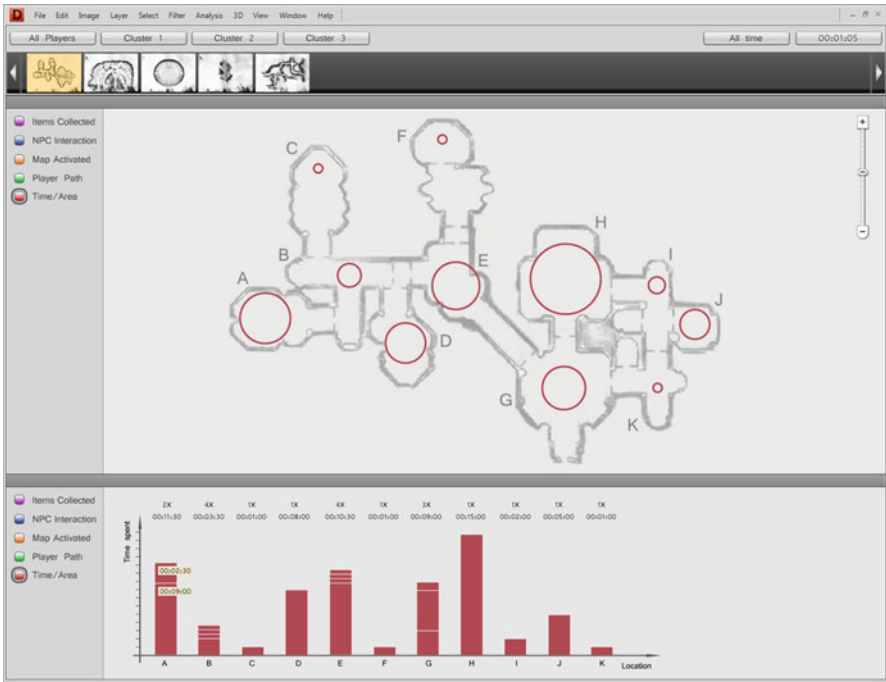 D File Edit Image Layer Select Filter Analysis 3D View Window Help
All Players Cluster 1 Cluster 2 Cluster 3 All time 00:01:05
Items Collected
NPC Interaction
Map Activated
Player Path
Time/Area
C
F
H
B
E
I
A
J
D
G
K
Items Collected
NPC Interaction
Map Activated
Player Path
Time/Area
Time spent
2X 4X 1X 1X 4X 1X 3X 1X 1X 1X 1X
00:11:30 00:03:30 00:01:00 00:08:00 00:10:30 00:01:00 00:09:00 00:15:00 00:02:00 00:05:00 00:01:00
00:02:30
00:09:00
A B C D E F G H I J K Location